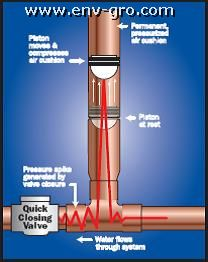 www.env-gro.com
Piston
moves &
compresses
air cushion
Permanent,
pressurized
air cushion
Piston
at rest
Pressure spike
generated by
valve closure
Quick
Closing
Valve
Water flows
through system